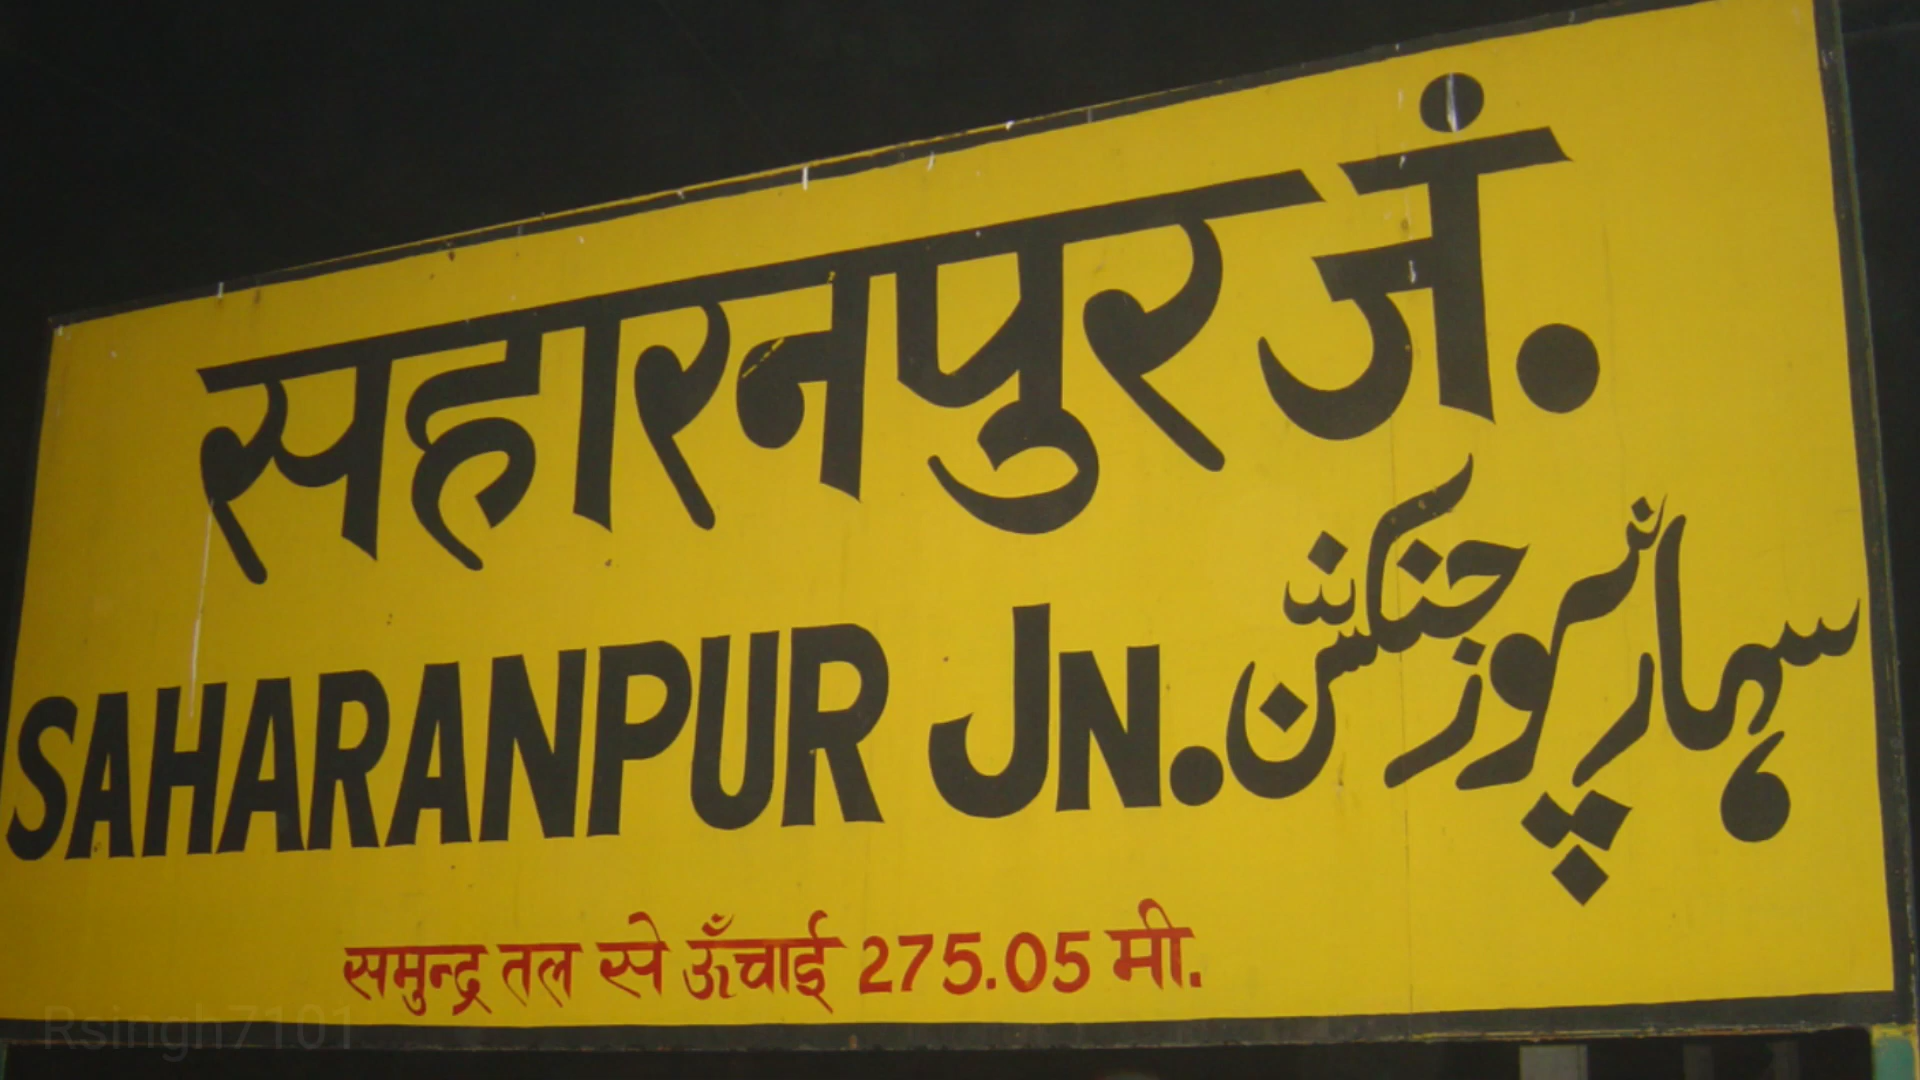 सहारनपुर जं.
SAHARANPUR JN.
سہارنپور جنکشن
समुन्द्र तल से ऊँचाई 275.05 मी.
Rsingh7101